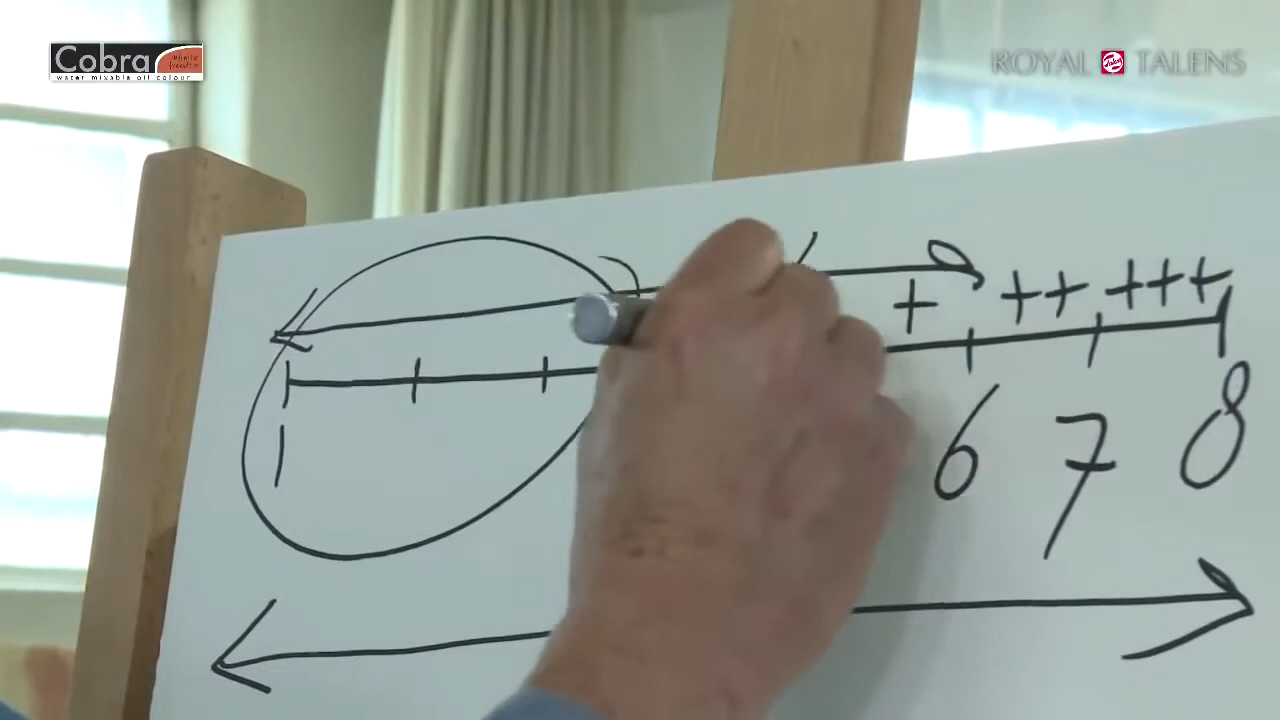 Cobra
water mixable oil colour
ROYAL TALENS
+ ++ +++
1 6 7 8